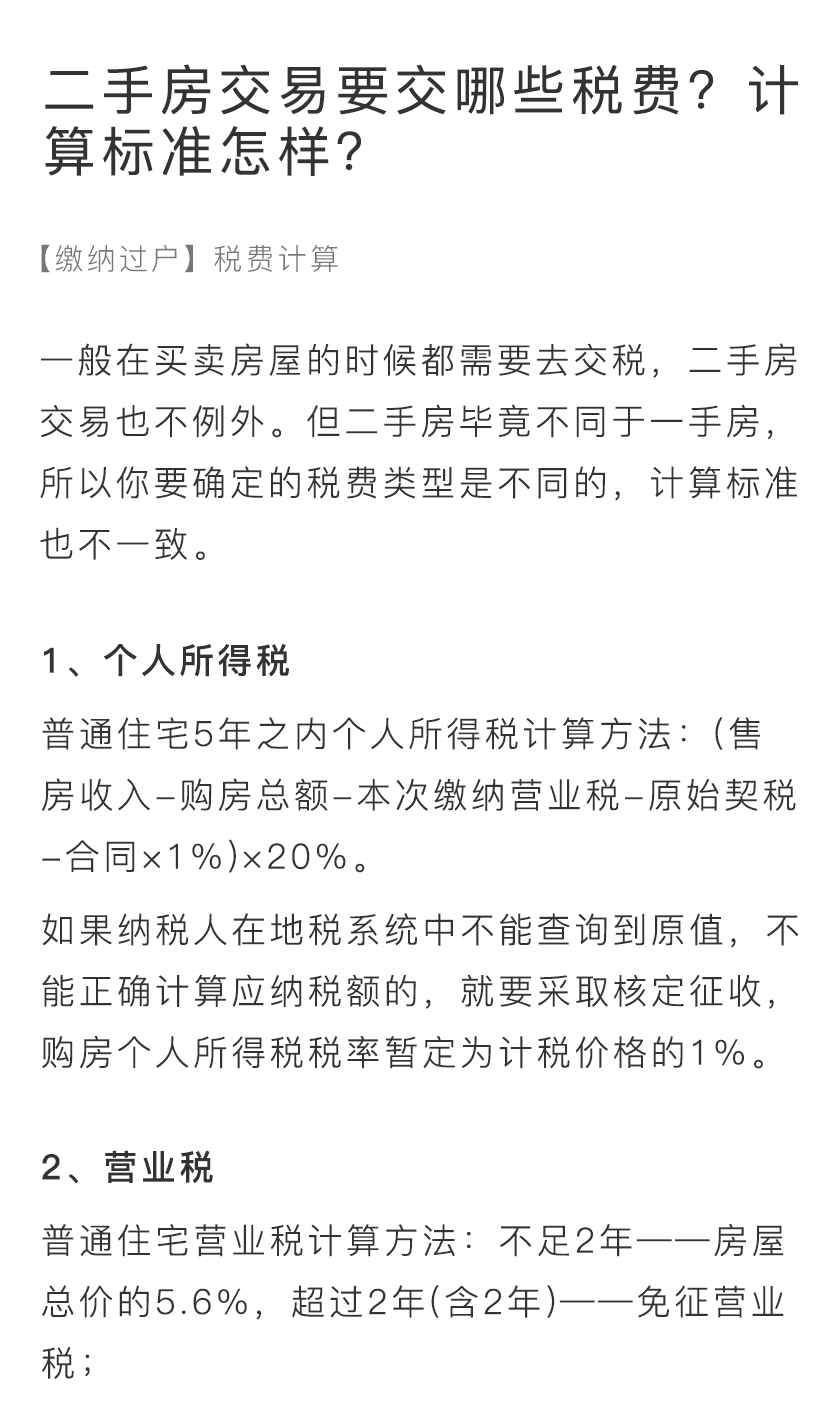 二手房交易要交哪些税费？计
算标准怎样？
【缴纳过户】税费计算
一般在买卖房屋的时候都需要去交税，二手房
交易也不例外。但二手房毕竟不同于一手房，
所以你要确定的税费类型是不同的，计算标准
也不一致。
1、个人所得税
普通住宅5年之内个人所得税计算方法：(售
房收入-购房总额-本次缴纳营业税-原始契税
-合同×1%)×20%。
如果纳税人在地税系统中不能查询到原值，不
能正确计算应纳税额的，就要采取核定征收，
购房个人所得税税率暂定为计税价格的1%。
2、营业税
普通住宅营业税计算方法：不足2年——房屋
总价的5.6%，超过2年(含2年)——免征营业
税；